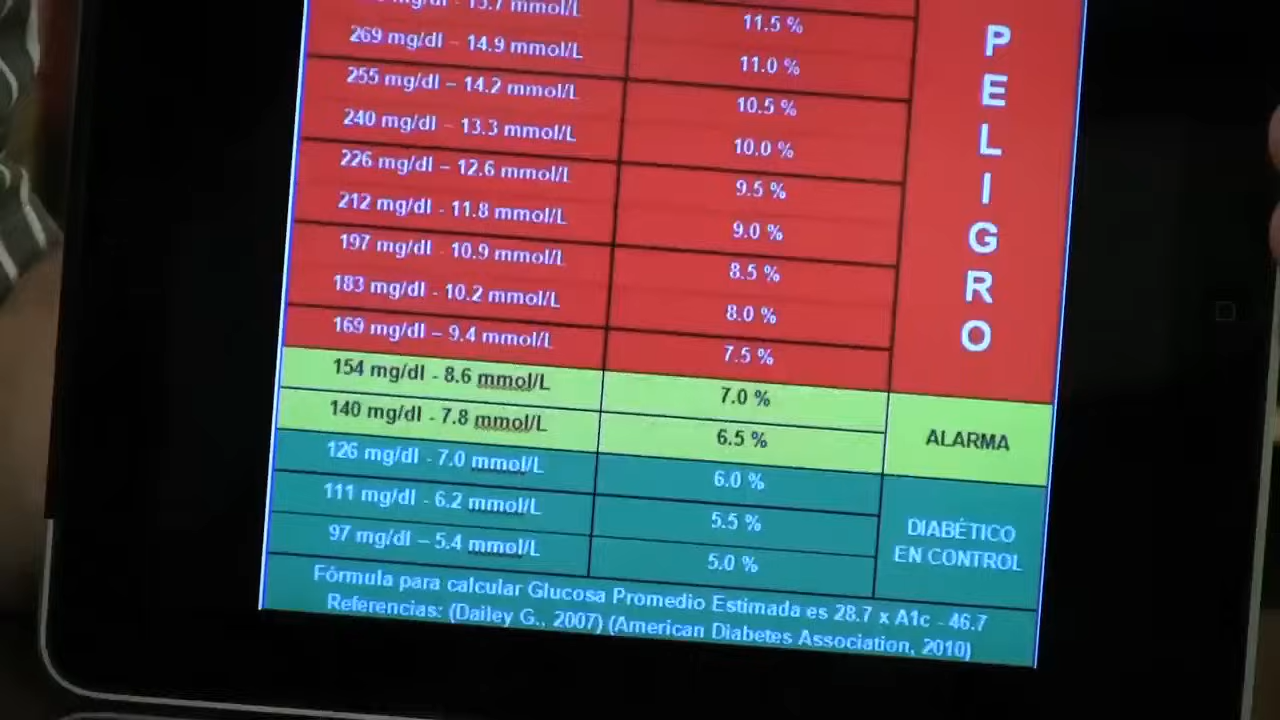 mg/dl - 15.7 mmol/L 11.5 %
269 mg/dl – 14.9 mmol/L 11.0 %
255 mg/dl – 14.2 mmol/L 10.5 %
240 mg/dl – 13.3 mmol/L 10.0 %
226 mg/dl – 12.6 mmol/L 9.5 %
212 mg/dl - 11.8 mmol/L 9.0 %
197 mg/dl - 10.9 mmol/L 8.5 %
183 mg/dl - 10.2 mmol/L 8.0 %
169 mg/dl – 9.4 mmol/L 7.5 %
PELIGRO
154 mg/dl - 8.6 mmol/L 7.0 %
140 mg/dl - 7.8 mmol/L 6.5 %
ALARMA
126 mg/dl - 7.0 mmol/L 6.0 %
111 mg/dl - 6.2 mmol/L 5.5 %
97 mg/dl – 5.4 mmol/L 5.0 %
DIABÉTICO
EN CONTROL
Fórmula para calcular Glucosa Promedio Estimada es 28.7 x A1c - 46.7
Referencias: (Dailey G., 2007) (American Diabetes Association, 2010)